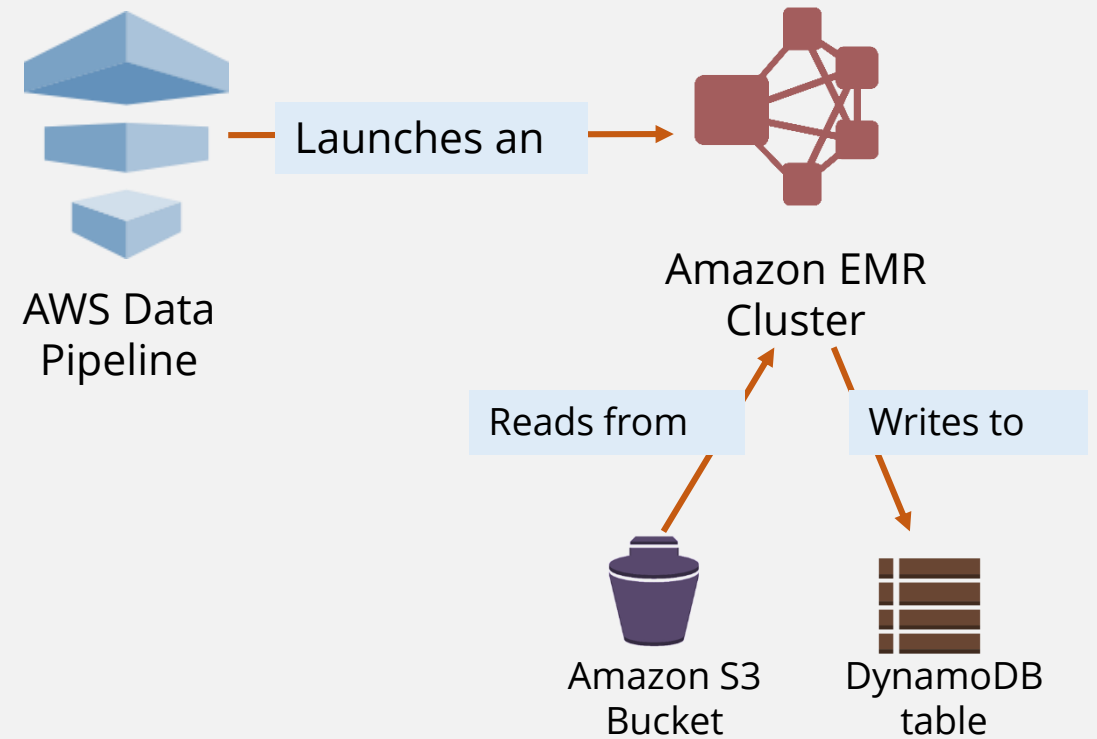 Launches an
AWS Data
Pipeline
Amazon EMR
Cluster
Reads from
Writes to
Amazon S3
Bucket
DynamoDB
table